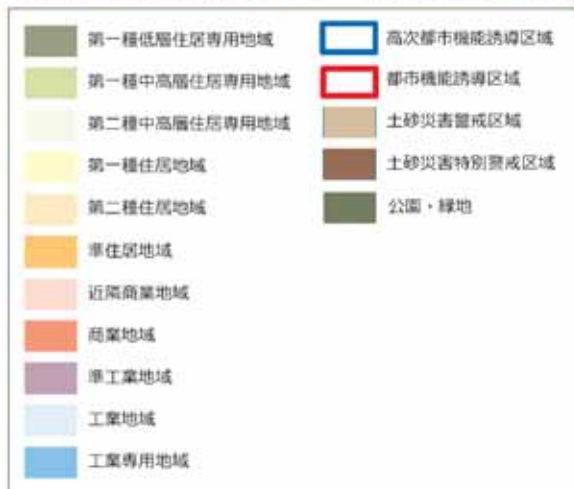 第一種低層住居専用地域
第一種中高層住居専用地域
第二種中高層住居専用地域
第一種住居地域
第二種住居地域
準住居地域
近隣商業地域
商業地域
準工業地域
工業地域
工業専用地域
高次都市機能誘導区域
都市機能誘導区域
土砂災害警戒区域
土砂災害特別警戒区域
公園・緑地